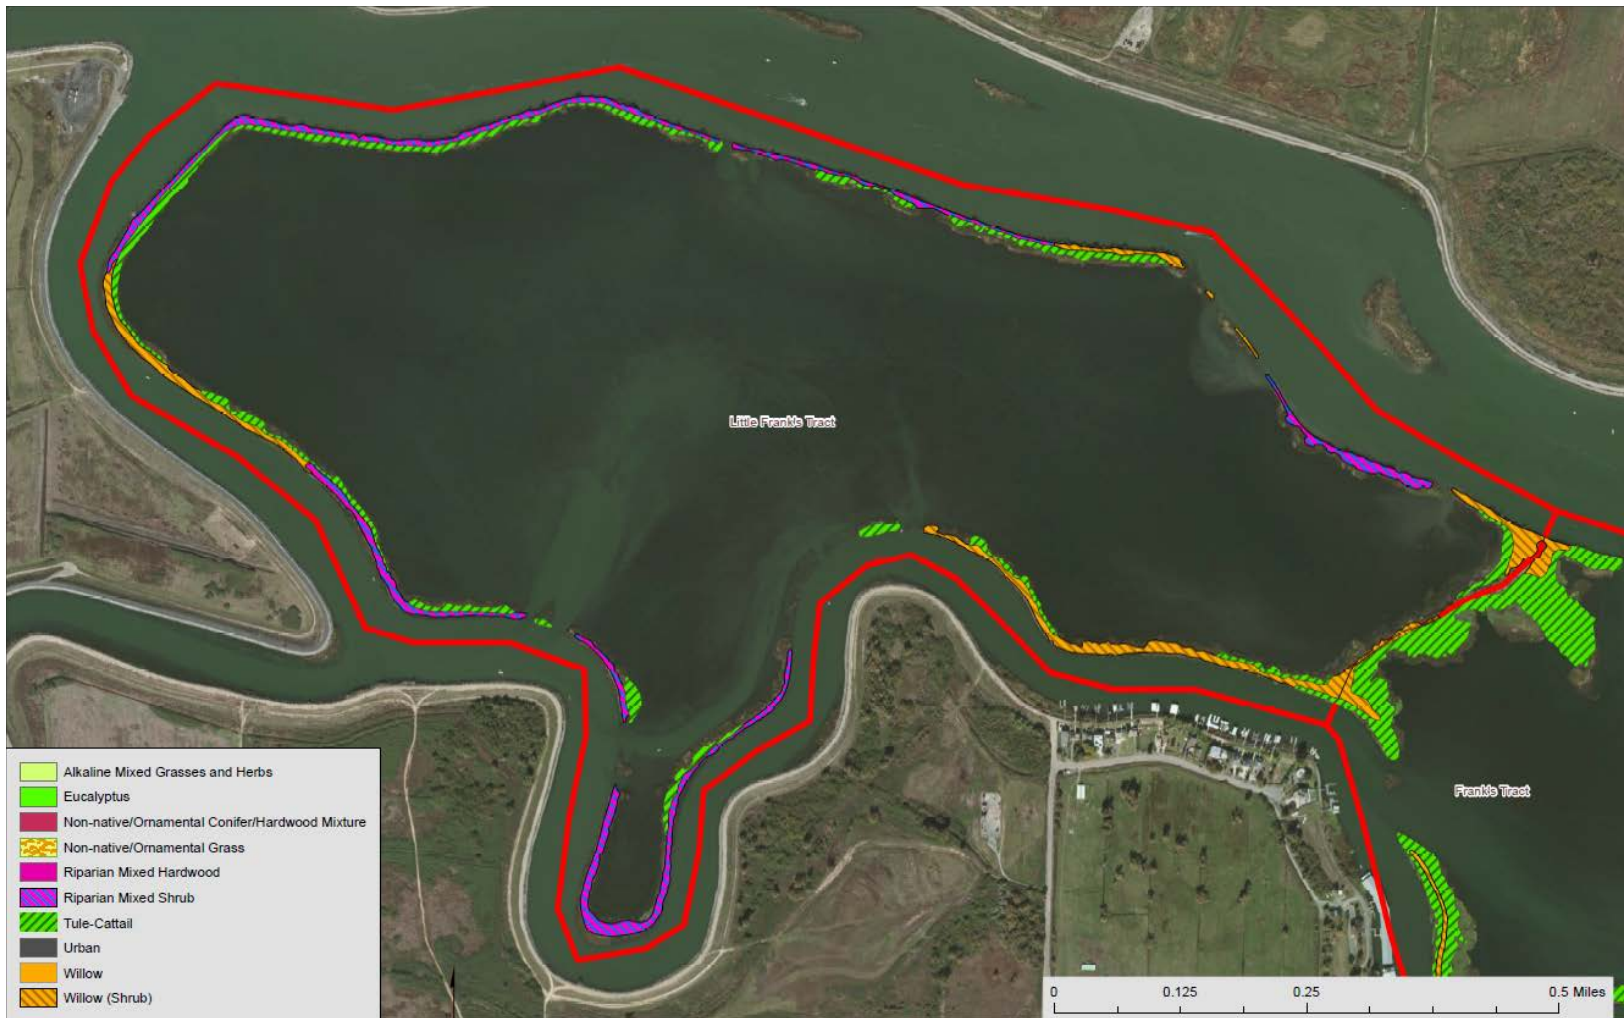 Little Frank's Tract
Frank's Tract
Alkaline Mixed Grasses and Herbs
Eucalyptus
Non-native/Ornamental Conifer/Hardwood Mixture
Non-native/Ornamental Grass
Riparian Mixed Hardwood
Riparian Mixed Shrub
Tule-Cattail
Urban
Willow
Willow (Shrub)
0 0.125 0.25 0.5 Miles